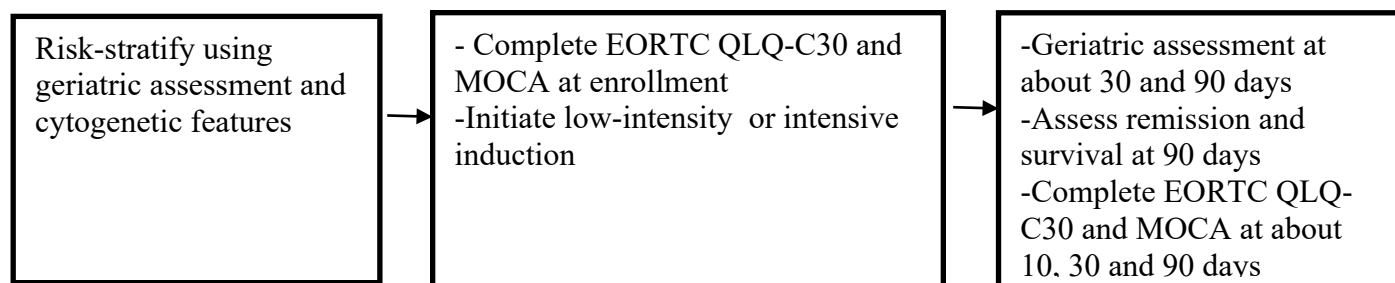 Risk-stratify using
geriatric assessment and
cytogenetic features
- Complete EORTC QLQ-C30 and
MOCA at enrollment
-Initiate low-intensity  or intensive
induction
-Geriatric assessment at
about 30 and 90 days
-Assess remission and
survival at 90 days
-Complete EORTC QLQ-
C30 and MOCA at about
10, 30 and 90 days